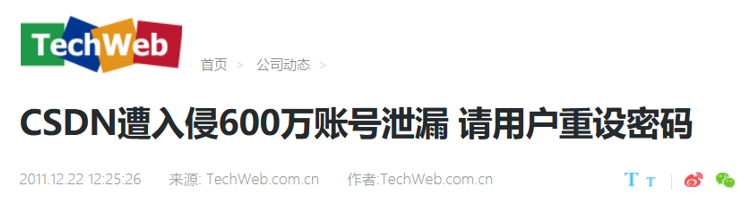 TechWeb
首页 > 公司动态 >
CSDN遭入侵600万账号泄漏 请用户重设密码
2011.12.22 12:25:26 来源: TechWeb.com.cn 作者:TechWeb.com.cn T T